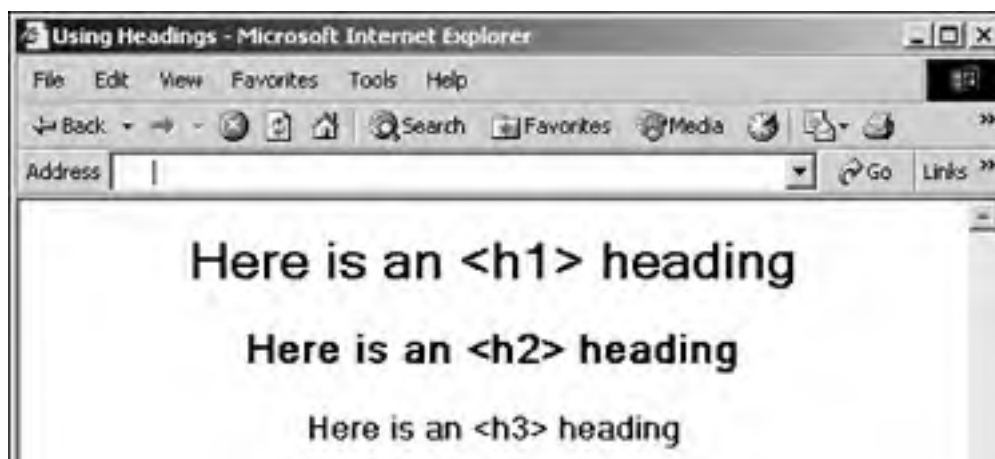 Using Headings - Microsoft Internet Explorer
File Edit View Favorites Tools Help
Back Search Favorites Media »
Address Go Links »
Here is an <h1> heading
Here is an <h2> heading
Here is an <h3> heading